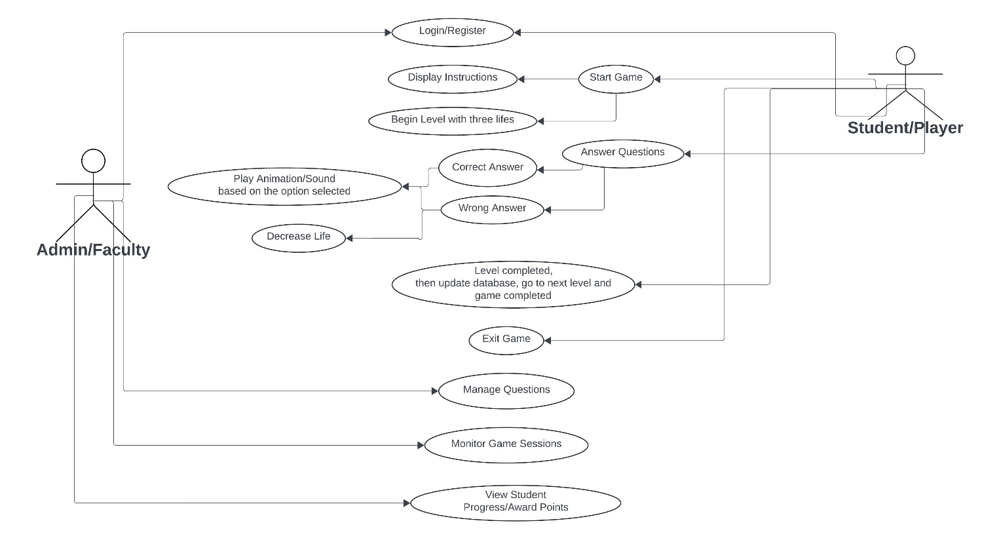 Login/Register
Display Instructions
Start Game
Begin Level with three lifes
Student/Player
Answer Questions
Correct Answer
Play Animation/Sound
based on the option selected
Wrong Answer
Decrease Life
Admin/Faculty
Level completed,
then update database, go to next level and
game completed
Exit Game
Manage Questions
Monitor Game Sessions
View Student
Progress/Award Points